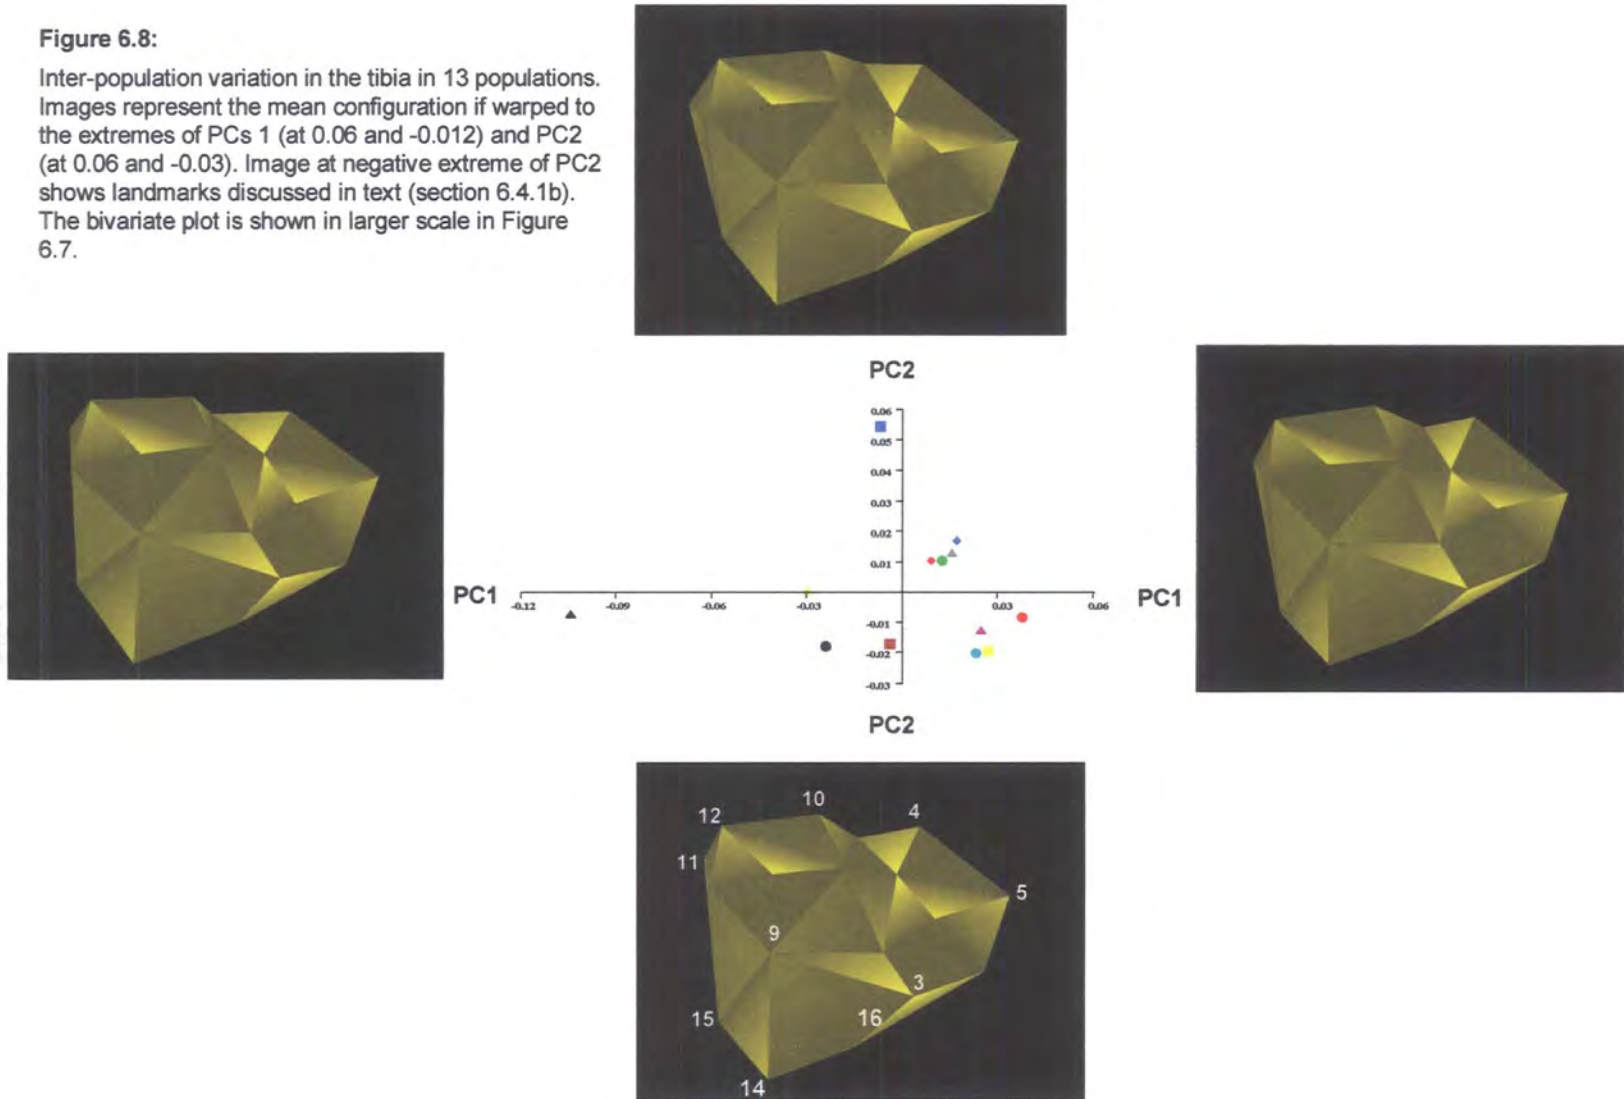 Figure 6.8:
Inter-population variation in the tibia in 13 populations.
Images represent the mean configuration if warped to
the extremes of PCs 1 (at 0.06 and -0.012) and PC2
(at 0.06 and -0.03). Image at negative extreme of PC2
shows landmarks discussed in text (section 6.4.1b).
The bivariate plot is shown in larger scale in Figure
6.7.
PC2
0.06
0.05
0.04
0.03
0.02
0.01
PC1
-0.12 -0.09 -0.06 -0.03 0.03 0.06
PC1
-0.01
-0.02
-0.03
PC2
10
12
4
11
5
9
3
15
16
14